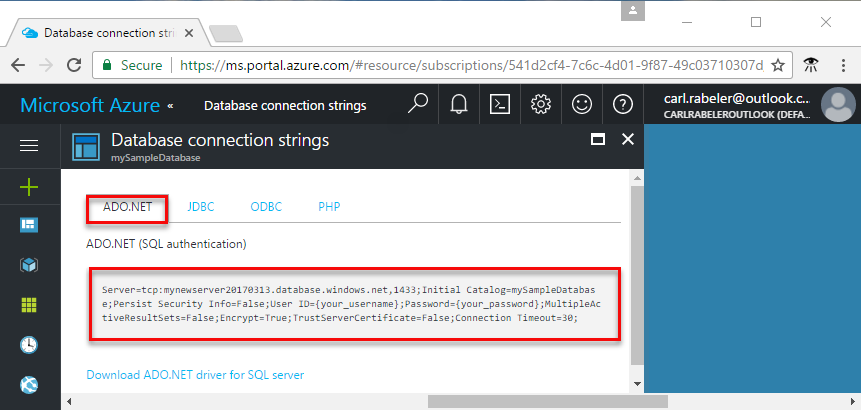 Database connection stri
Secure
https://ms.portal.azure.com/#resource/subscriptions/541d2cf4-7c6c-4d01-9f87-49c03710307d
Microsoft Azure « Database connection strings
carl.rabeler@outlook.c...
CARLRABELEROUTLOOK (DEFA...
Database connection strings
mySampleDatabase
ADO.NET JDBC ODBC PHP
ADO.NET (SQL authentication)
Server=tcp:mynewserver20170313.database.windows.net,1433;Initial Catalog=mySampleDatabas
e;Persist Security Info=False;User ID={your_username};Password={your_password};MultipleAc
tiveResultSets=False;Encrypt=True;TrustServerCertificate=False;Connection Timeout=30;
Download ADO.NET driver for SQL server